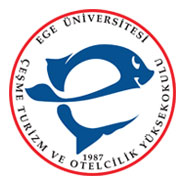 EGE ÜNİVERSİTESİ
ÇEŞME TURİZM VE OTELCİLİK YÜKSEKOKULU
1987